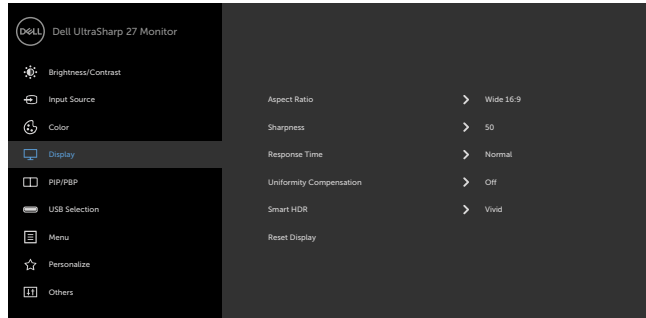 DELL Dell UltraSharp 27 Monitor
Brightness/Contrast
Input Source
Color
Display
PIP/PBP
USB Selection
Menu
Personalize
Others
Aspect Ratio > Wide 16:9
Sharpness > 50
Response Time > Normal
Uniformity Compensation > Off
Smart HDR > Vivid
Reset Display